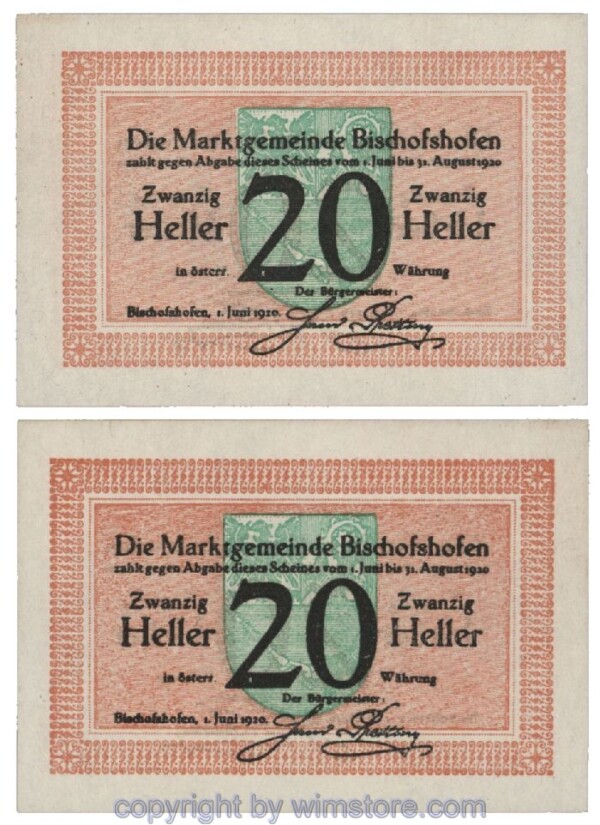 Die Marktgemeinde Bischofshofen
zahlt gegen Abgabe dieses Scheines vom 1. Juni bis 31. August 1920
Zwanzig 20 Zwanzig
Heller Heller
in österr. Währung
Der Bürgermeister:
Bischofshofen, 1. Juni 1920.
Die Marktgemeinde Bischofshofen
zahlt gegen Abgabe dieses Scheines vom 1. Juni bis 31. August 1920
Zwanzig 20 Zwanzig
Heller Heller
in österr. Währung
Der Bürgermeister:
Bischofshofen, 1. Juni 1920.
copyright by wimstore.com